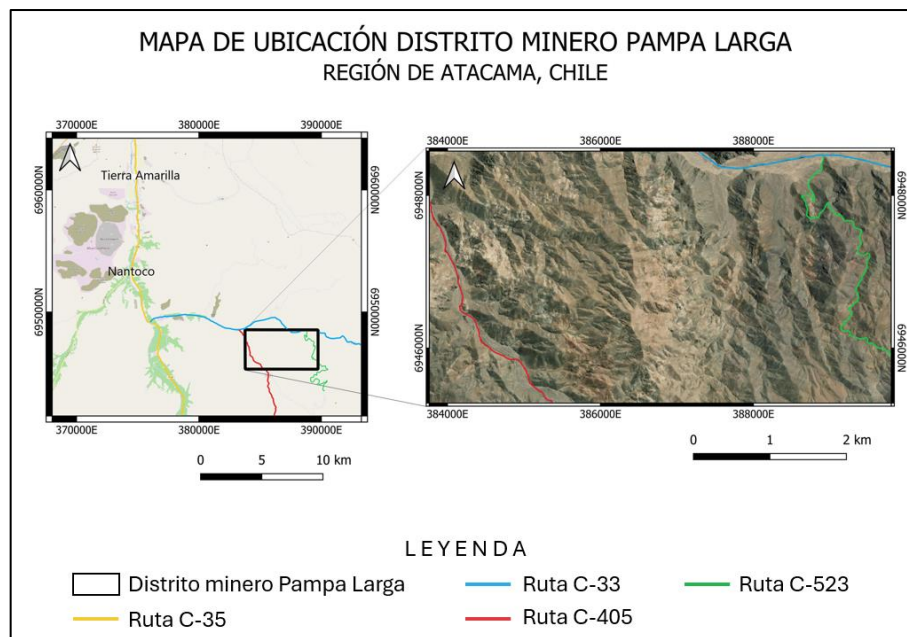 MAPA DE UBICACIÓN DISTRITO MINERO PAMPA LARGA
REGIÓN DE ATACAMA, CHILE
370000E 380000E 390000E
6960000N
6950000N
Tierra Amarilla
Nantoco
6960000N
6950000N
370000E 380000E 390000E
0 5 10 km
384000E 386000E 388000E
6948000N
6946000N
6948000N
6946000N
384000E 386000E 388000E
0 1 2 km
LEYENDA
Distrito minero Pampa Larga
Ruta C-33
Ruta C-523
Ruta C-35
Ruta C-405